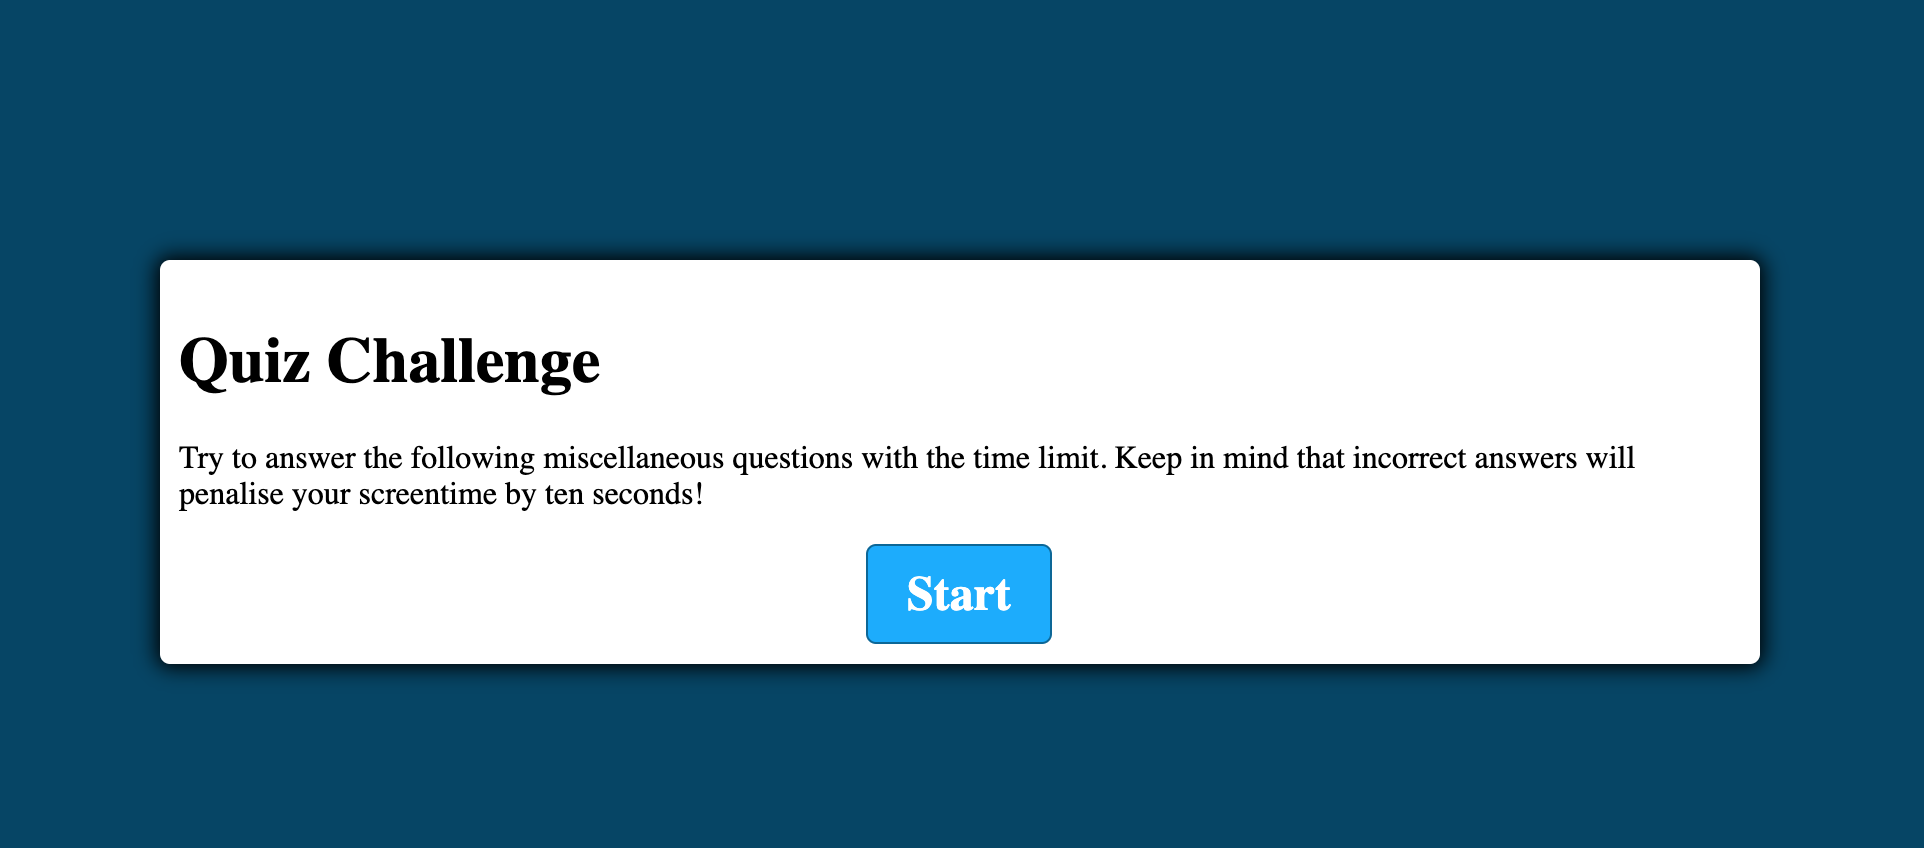 Quiz Challenge
Try to answer the following miscellaneous questions with the time limit. Keep in mind that incorrect answers will
penalise your screentime by ten seconds!
Start